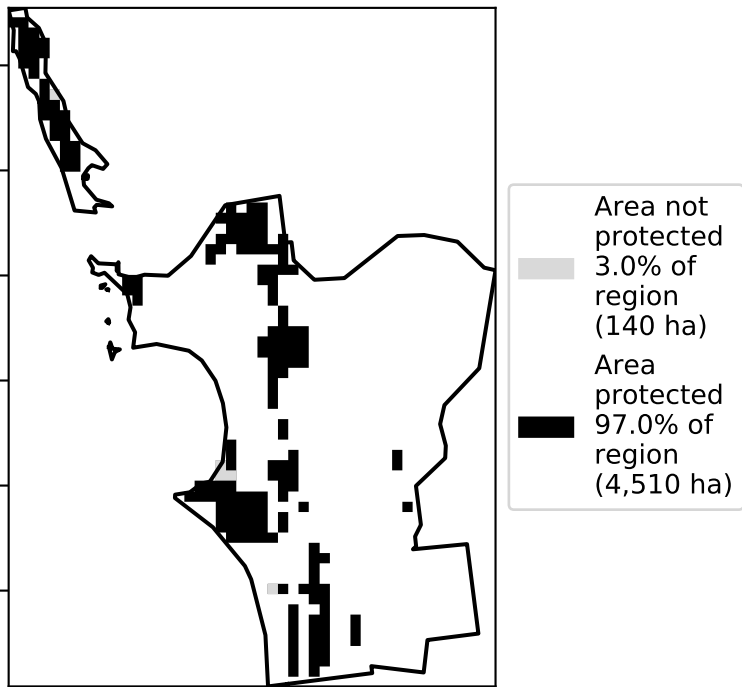 Area not
protected
3.0% of
region
(140 ha)
Area
protected
97.0% of
region
(4,510 ha)